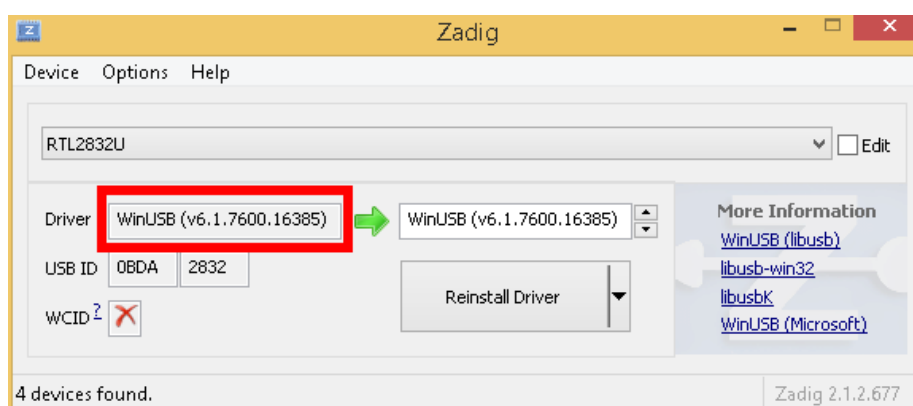 Z
Zadig
Device Options Help
RTL2832U
Edit
Driver WinUSB (v6.1.7600.16385) WinUSB (v6.1.7600.16385)
More Information
WinUSB (libusb)
USB ID 0BDA 2832
libusb-win32
Reinstall Driver
libusbK
WCID ?
WinUSB (Microsoft)
4 devices found.
Zadig 2.1.2.677